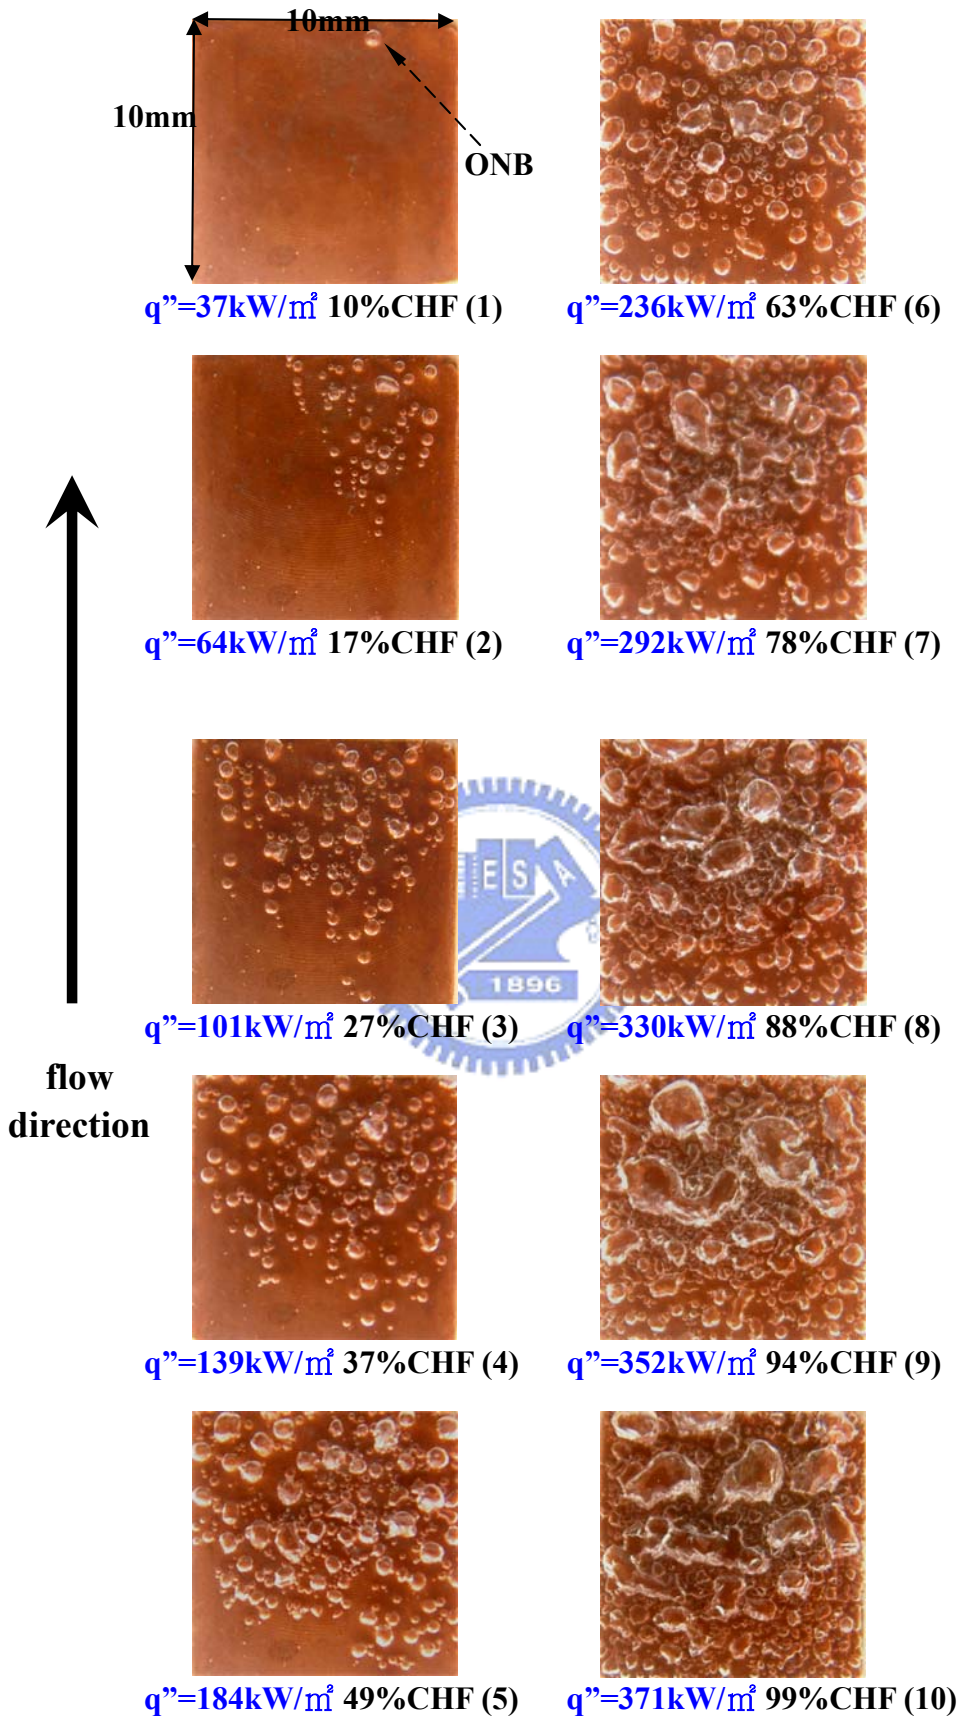 10mm
10mm
ONB
q”=37kW/㎡ 10%CHF (1)
q”=64kW/㎡ 17%CHF (2)
q”=101kW/㎡ 27%CHF (3)
flow
direction
q”=139kW/㎡ 37%CHF (4)
q”=184kW/㎡ 49%CHF (5)
q”=236kW/㎡ 63%CHF (6)
q”=292kW/㎡ 78%CHF (7)
E S A
1896
q”=330kW/㎡ 88%CHF (8)
q”=352kW/㎡ 94%CHF (9)
q”=371kW/㎡ 99%CHF (10)